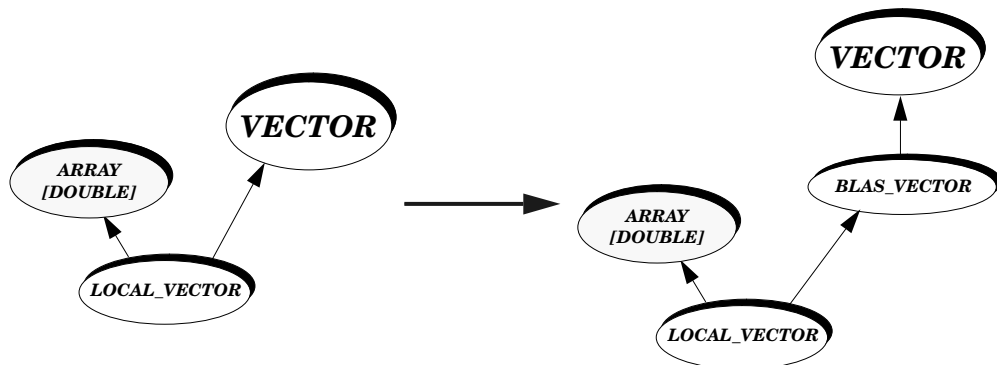 VECTOR
ARRAY
[DOUBLE]
LOCAL_VECTOR
VECTOR
BLAS_VECTOR
ARRAY
[DOUBLE]
LOCAL_VECTOR